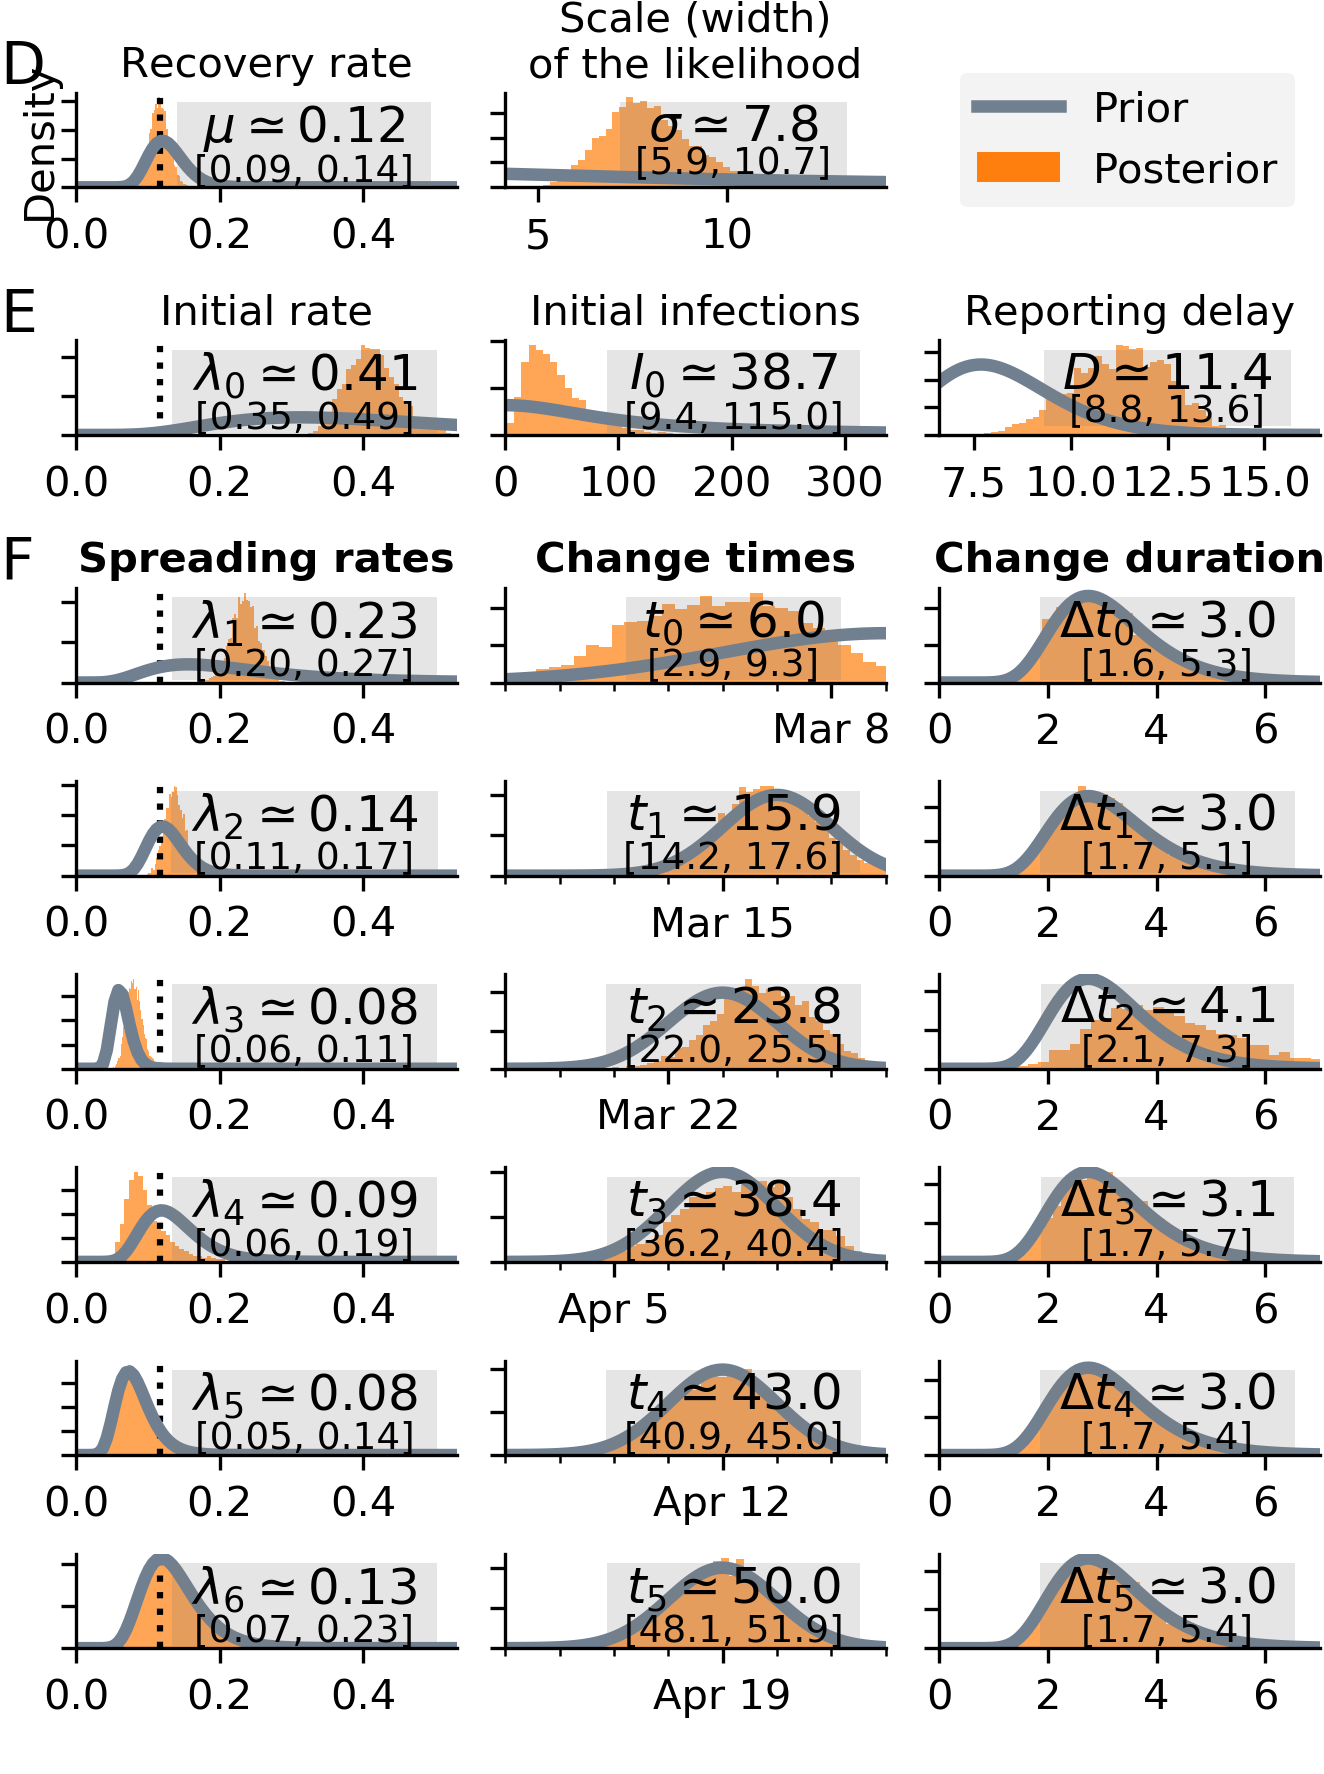 D
Density
Recovery rate
μ ≃ 0.12
[0.09, 0.14]
0.0 0.2 0.4
Scale (width)
of the likelihood
σ ≃ 7.8
[5.9, 10.7]
5 10
Prior
Posterior
E
Initial rate
λ0 ≃ 0.41
[0.35, 0.49]
0.0 0.2 0.4
Initial infections
I0 ≃ 38.7
[9.4, 115.0]
0 100 200 300
Reporting delay
D ≃ 11.4
[8.8, 13.6]
7.5 10.0 12.5 15.0
F
Spreading rates
Change times
Change duration
λ1 ≃ 0.23
[0.20, 0.27]
0.0 0.2 0.4
t0 ≃ 6.0
[2.9, 9.3]
Mar 8
Δt0 ≃ 3.0
[1.6, 5.3]
0 2 4 6
λ2 ≃ 0.14
[0.11, 0.17]
0.0 0.2 0.4
t1 ≃ 15.9
[14.2, 17.6]
Mar 15
Δt1 ≃ 3.0
[1.7, 5.1]
0 2 4 6
λ3 ≃ 0.08
[0.06, 0.11]
0.0 0.2 0.4
t2 ≃ 23.8
[22.0, 25.5]
Mar 22
Δt2 ≃ 4.1
[2.1, 7.3]
0 2 4 6
λ4 ≃ 0.09
[0.06, 0.19]
0.0 0.2 0.4
t3 ≃ 38.4
[36.2, 40.4]
Apr 5
Δt3 ≃ 3.1
[1.7, 5.7]
0 2 4 6
λ5 ≃ 0.08
[0.05, 0.14]
0.0 0.2 0.4
t4 ≃ 43.0
[40.9, 45.0]
Apr 12
Δt4 ≃ 3.0
[1.7, 5.4]
0 2 4 6
λ6 ≃ 0.13
[0.07, 0.23]
0.0 0.2 0.4
t5 ≃ 50.0
[48.1, 51.9]
Apr 19
Δt5 ≃ 3.0
[1.7, 5.4]
0 2 4 6